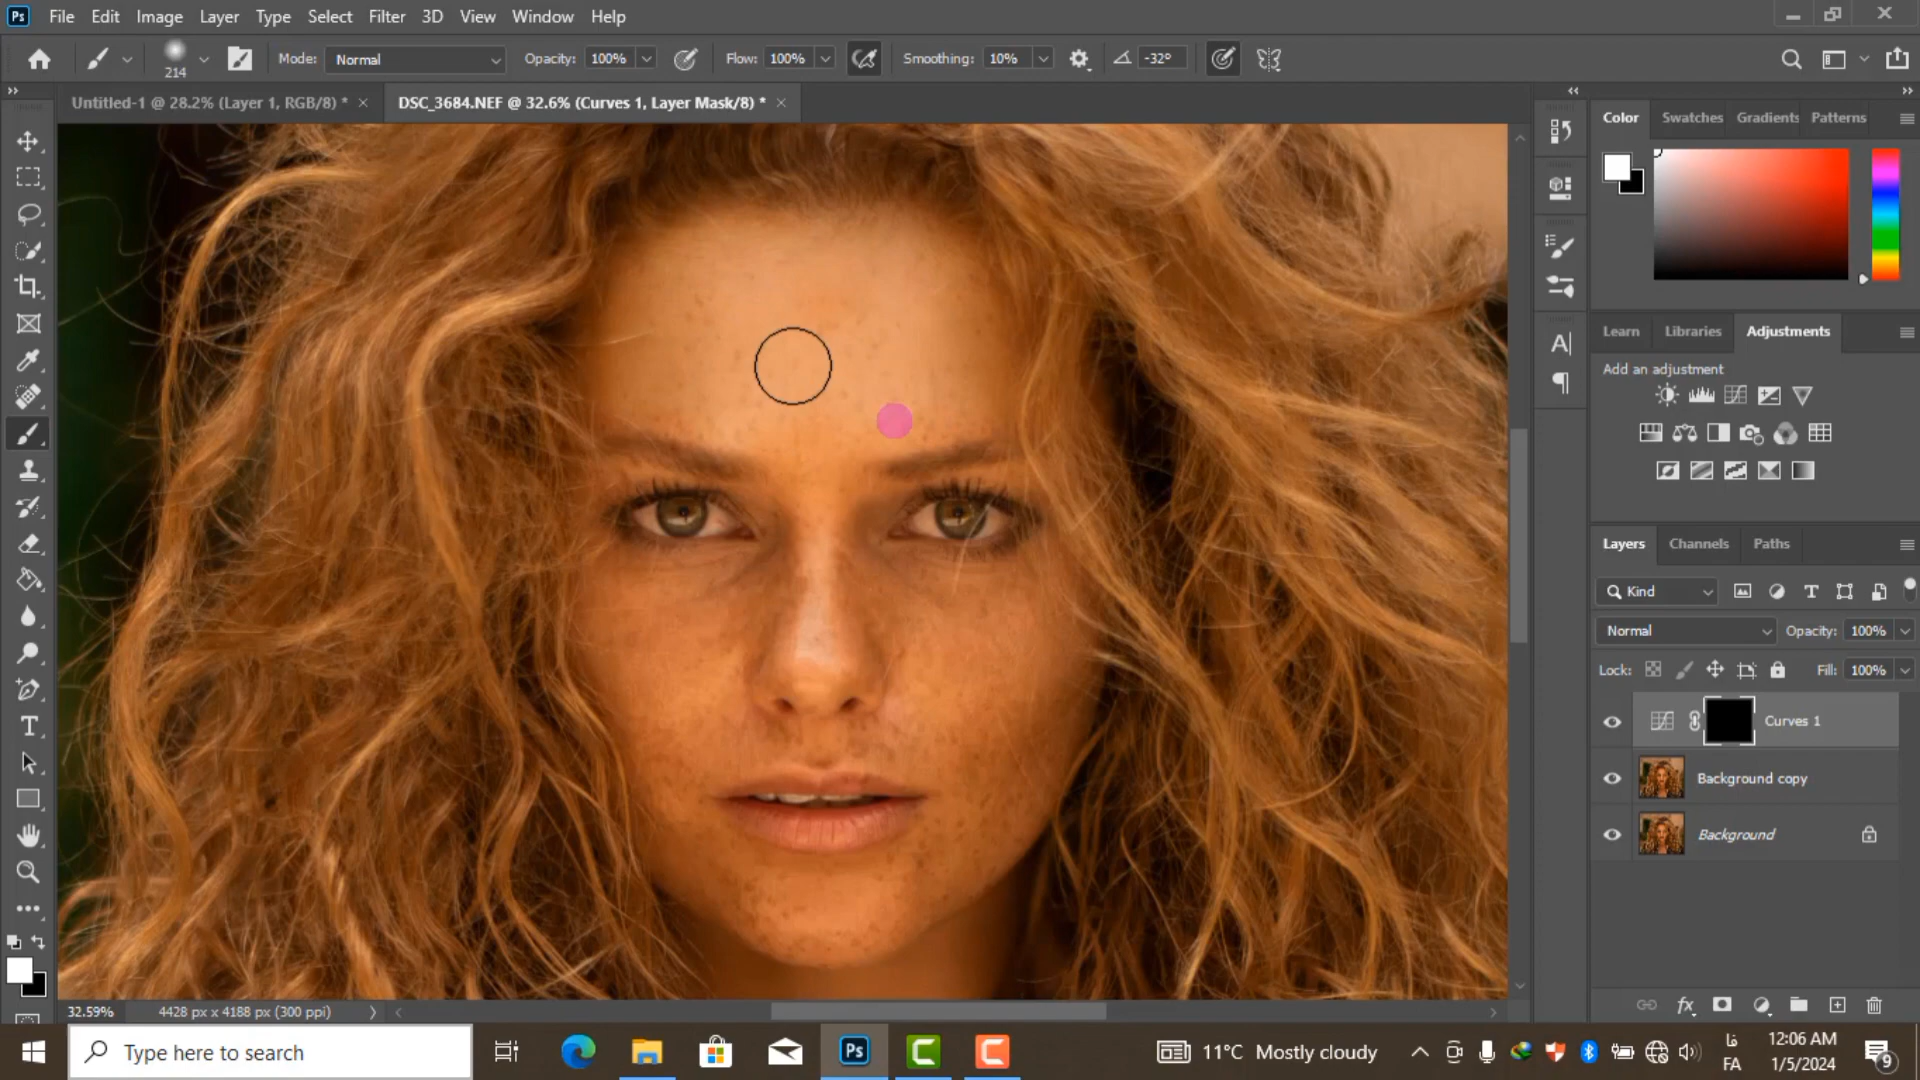 Ps File Edit Image Layer Type Select Filter 3D View Window Help
214 Mode: Normal Opacity: 100% Flow: 100% Smoothing: 10% -32°
Untitled-1 @ 28.2% (Layer 1, RGB/8) * × DSC_3684.NEF @ 32.6% (Curves 1, Layer Mask/8) * ×
Color Swatches Gradients Patterns
Learn Libraries Adjustments
Add an adjustment
Layers Channels Paths
Kind
Normal Opacity: 100%
Lock: Fill: 100%
Curves 1
Background copy
Background
32.59% 4428 px x 4188 px (300 ppi)
Type here to search
Ps
11°C Mostly cloudy
فا
FA
12:06 AM
1/5/2024
9